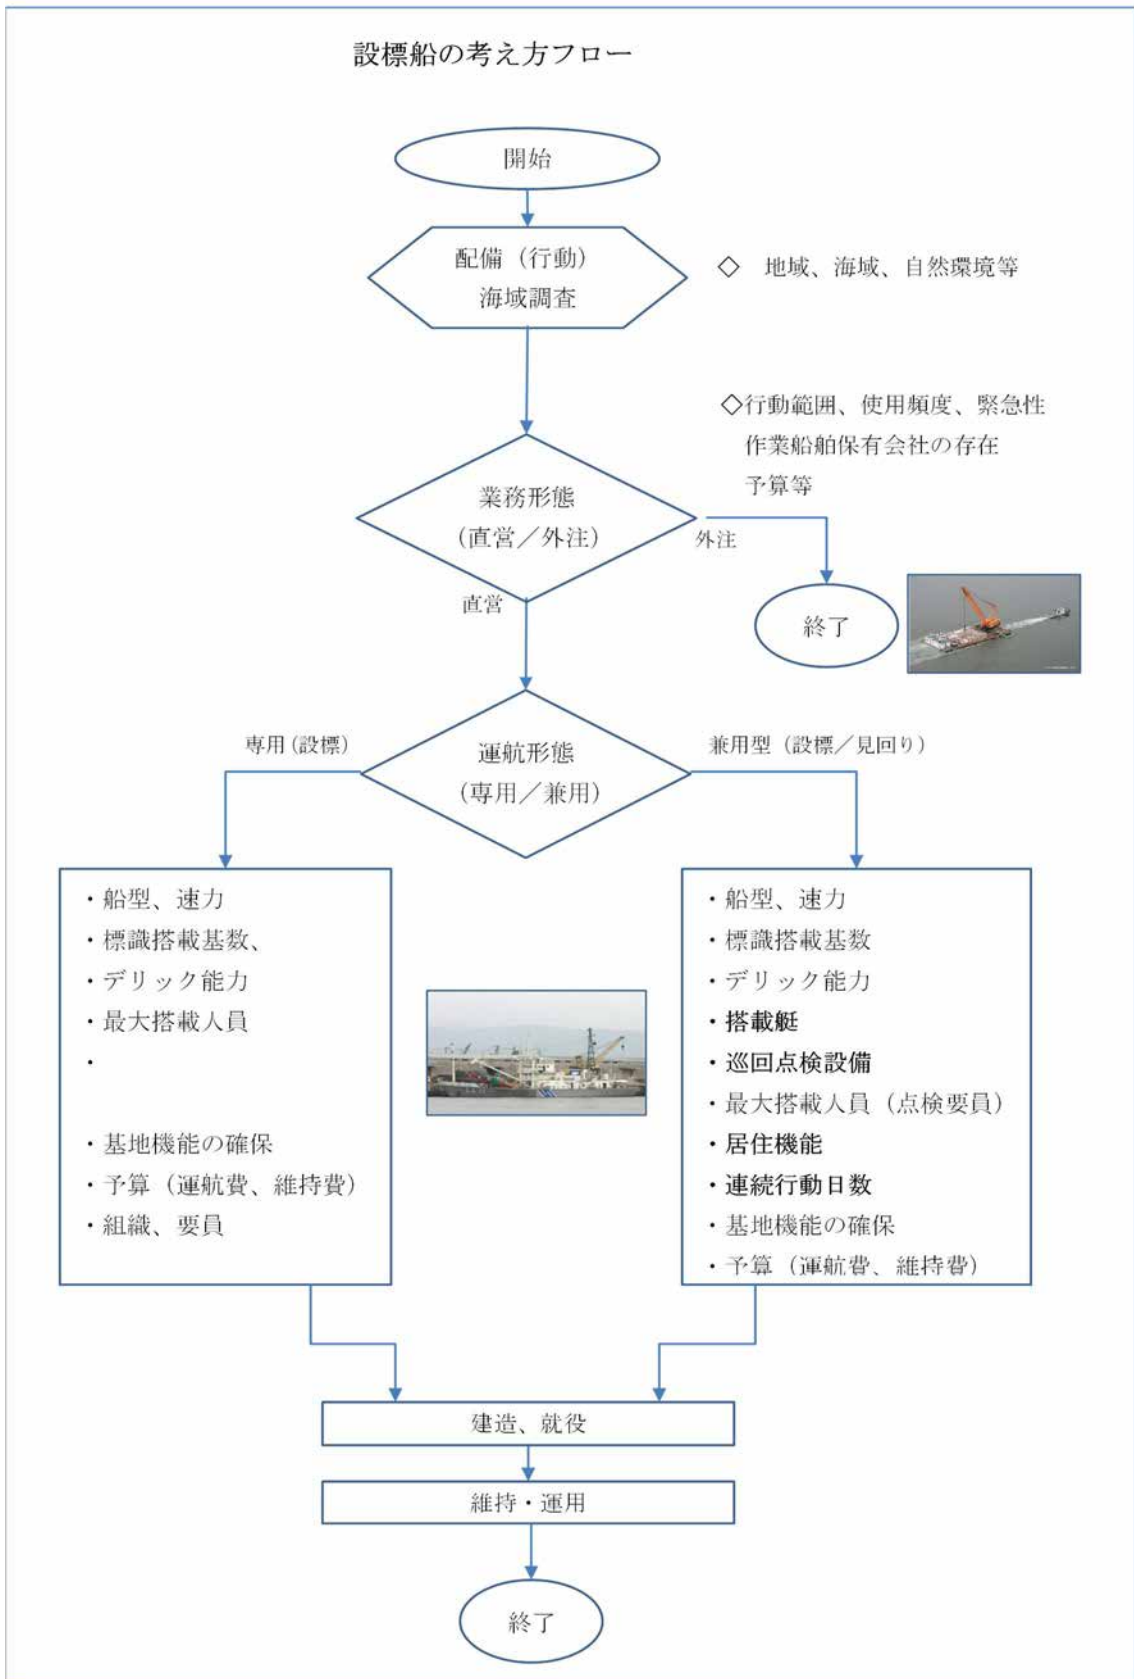 設標船の考え方フロー
開始
配備（行動）
海域調査
◇　地域、海域、自然環境等
◇行動範囲、使用頻度、緊急性
作業船舶保有会社の存在
予算等
業務形態
（直営／外注）
外注
直営
終了
専用(設標)
運航形態
（専用／兼用）
兼用型（設標／見回り）
・船型、速力
・標識搭載基数、
・デリック能力
・最大搭載人員
・
・基地機能の確保
・予算（運航費、維持費）
・組織、要員
・船型、速力
・標識搭載基数
・デリック能力
・搭載艇
・巡回点検設備
・最大搭載人員（点検要員）
・居住機能
・連続行動日数
・基地機能の確保
・予算（運航費、維持費）
建造、就役
維持・運用
終了